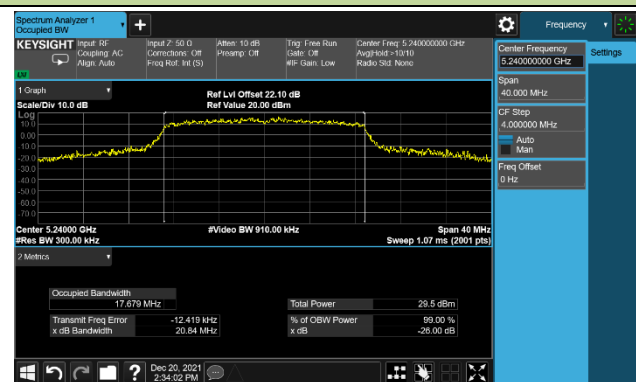 Spectrum Analyzer 1
Occupied BW
+
Frequency
KEYSIGHT
Input: RF
Coupling: AC
Align: Auto
Input Z: 50 Ω
Corrections: Off
Freq Ref: Int (S)
Atten: 10 dB
Preamp: Off
Trig: Free Run
Gate: Off
#IF Gain: Low
Center Freq: 5.240000000 GHz
Avg|Hold:>10/10
Radio Std: None
LM
Center Frequency
5.240000000 GHz
Settings
Span
40.000 MHz
CF Step
4.000000 MHz
Auto
Man
Freq Offset
0 Hz
1 Graph
Scale/Div 10.0 dB
Ref Lvl Offset 22.10 dB
Ref Value 20.00 dBm
Log
10.0
0.00
-10.0
-20.0
-30.0
-40.0
-50.0
-60.0
-70.0
Center 5.24000 GHz
#Res BW 300.00 kHz
#Video BW 910.00 kHz
Span 40 MHz
Sweep 1.07 ms (2001 pts)
2 Metrics
Occupied Bandwidth
17.679 MHz
Total Power 29.5 dBm
Transmit Freq Error -12.419 kHz
% of OBW Power 99.00 %
x dB Bandwidth 20.84 MHz
x dB -26.00 dB
?
Dec 20, 2021
2:34:02 PM